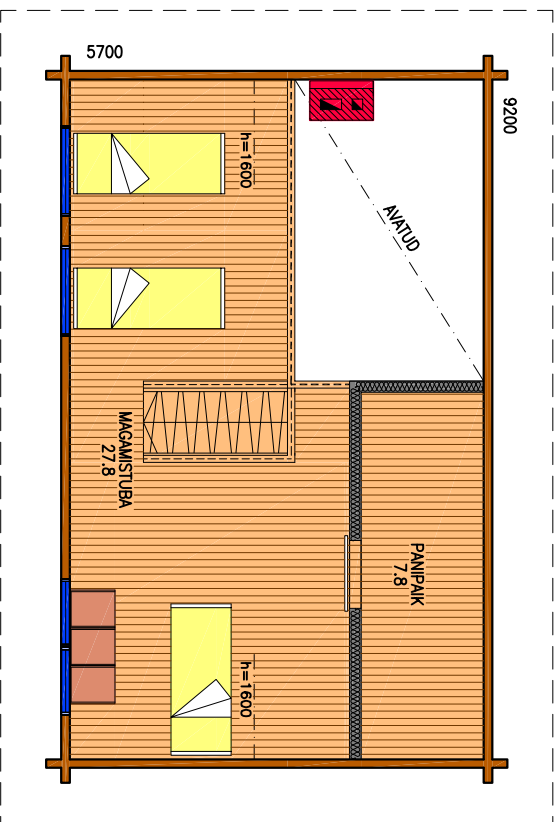 5700
9200
h=1600
AVATUD
MAGAMISTUBA
27.8
PANIPAIK
7.8
h=1600